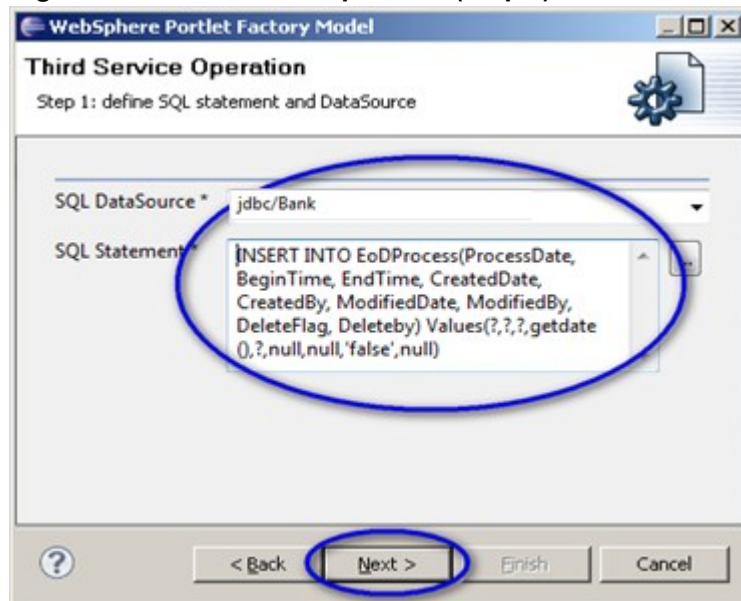 WebSphere Portlet Factory Model
Third Service Operation
Step 1: define SQL statement and DataSource
SQL DataSource *
jdbc/Bank
SQL Statement *
INSERT INTO EoDProcess(ProcessDate,
BeginTime, EndTime, CreatedDate,
CreatedBy, ModifiedDate, ModifiedBy,
DeleteFlag, Deleteby) Values(?,?,?,getdate
(),?,null,null,'false',null)
...
?
< Back
Next >
Finish
Cancel